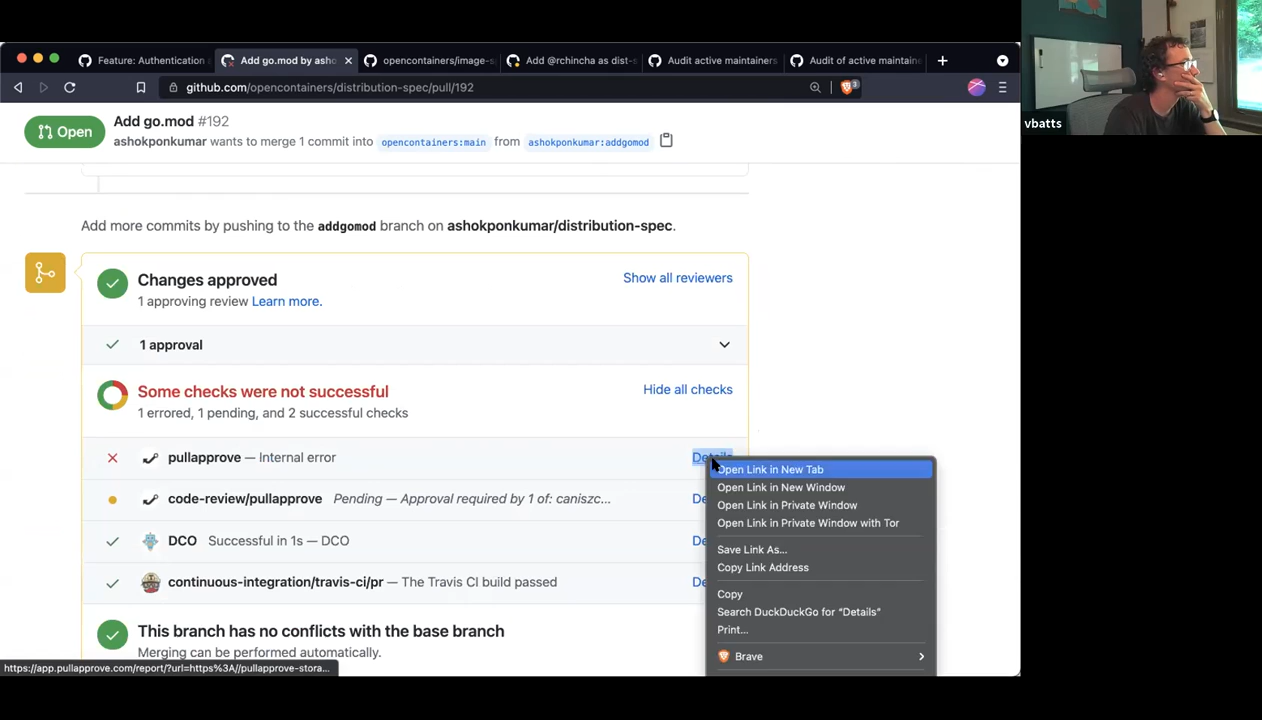 Feature: Authentication
Add go.mod by asho
opencontainers/image-s
Add @rchincha as dist-s
Audit active maintainers
Audit of active maintaine
github.com/opencontainers/distribution-spec/pull/192
3
vbatts
Open
Add go.mod #192
ashokponkumar wants to merge 1 commit into opencontainers:main from ashokponkumar:addgomod
Add more commits by pushing to the addgomod branch on ashokponkumar/distribution-spec.
Changes approved
Show all reviewers
1 approving review Learn more.
1 approval
Some checks were not successful
Hide all checks
1 errored, 1 pending, and 2 successful checks
pullapprove — Internal error
Details
code-review/pullapprove Pending — Approval required by 1 of: caniszc...
De
DCO Successful in 1s — DCO
De
continuous-integration/travis-ci/pr — The Travis CI build passed
De
This branch has no conflicts with the base branch
Merging can be performed automatically.
Open Link in New Tab
Open Link in New Window
Open Link in Private Window
Open Link in Private Window with Tor
Save Link As...
Copy Link Address
Copy
Search DuckDuckGo for “Details”
Print...
Brave
https://app.pullapprove.com/report/?url=https%3A//pullapprove-stora...